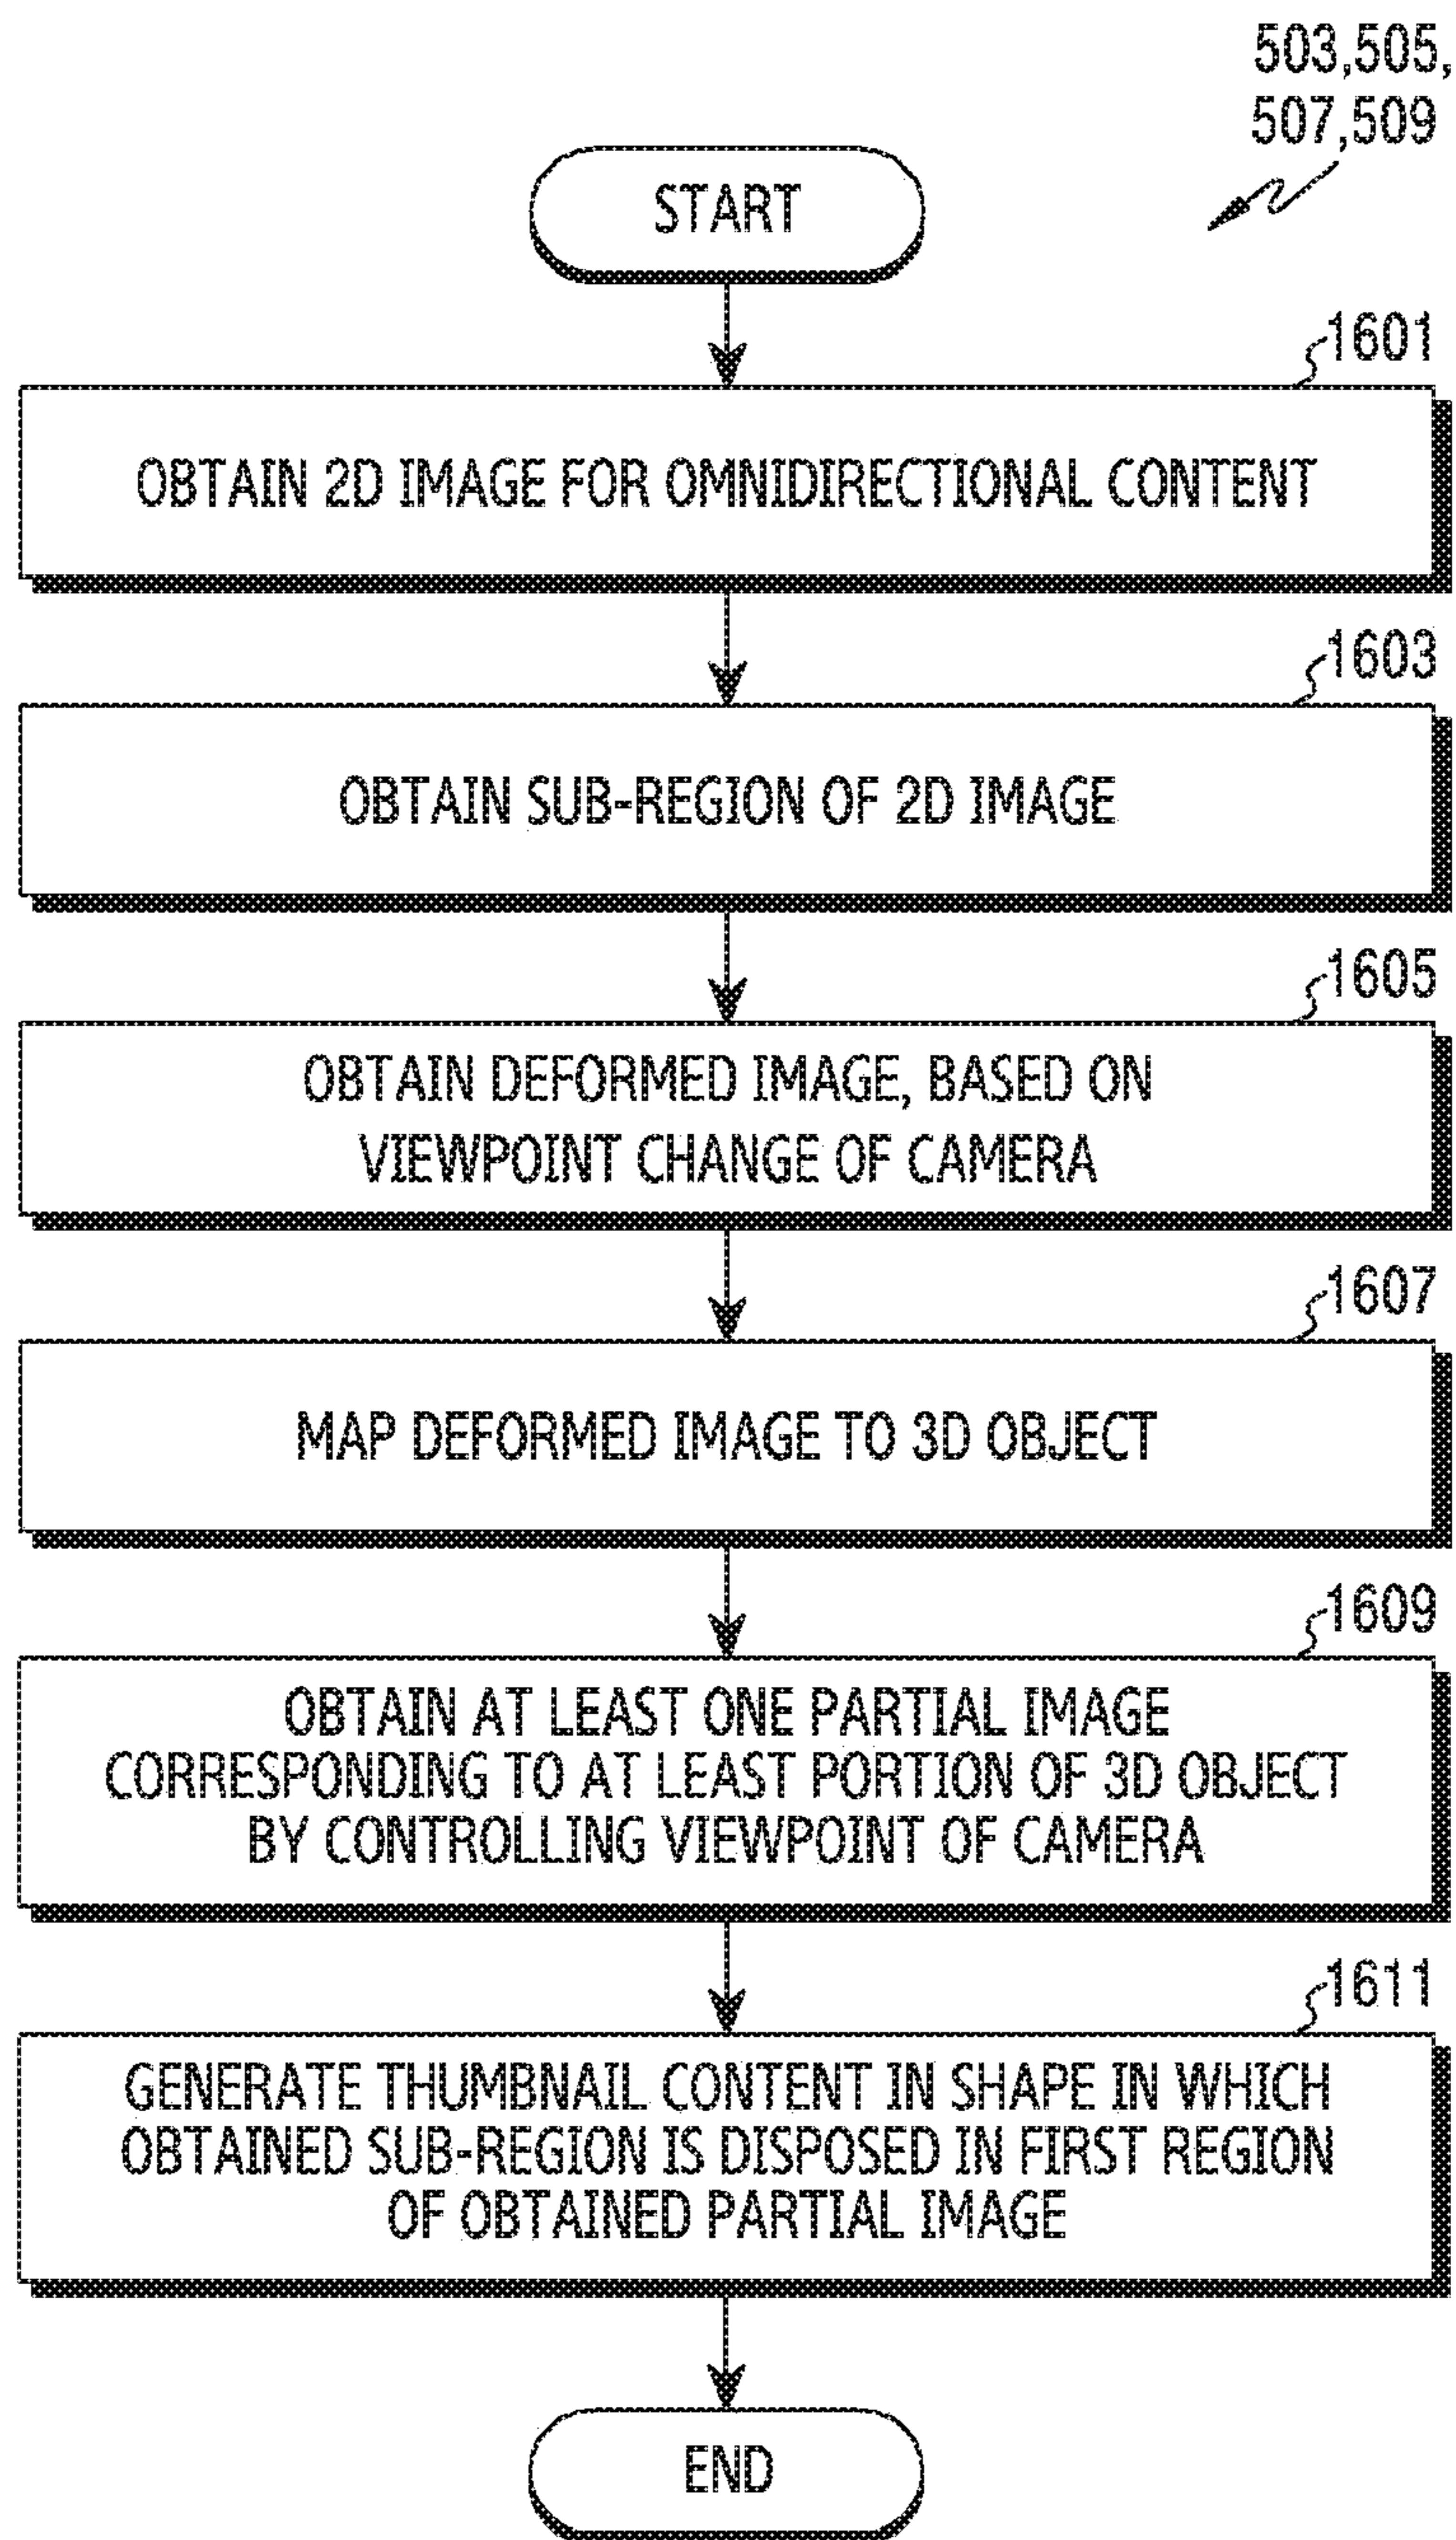 503,505,
507,509
START
1601
OBTAIN 2D IMAGE FOR OMNIDIRECTIONAL CONTENT
1603
OBTAIN SUB-REGION OF 2D IMAGE
1605
OBTAIN DEFORMED IMAGE, BASED ON
VIEWPOINT CHANGE OF CAMERA
1607
MAP DEFORMED IMAGE TO 3D OBJECT
1609
OBTAIN AT LEAST ONE PARTIAL IMAGE
CORRESPONDING TO AT LEAST PORTION OF 3D OBJECT
BY CONTROLLING VIEWPOINT OF CAMERA
1611
GENERATE THUMBNAIL CONTENT IN SHAPE IN WHICH
OBTAINED SUB-REGION IS DISPOSED IN FIRST REGION
OF OBTAINED PARTIAL IMAGE
END